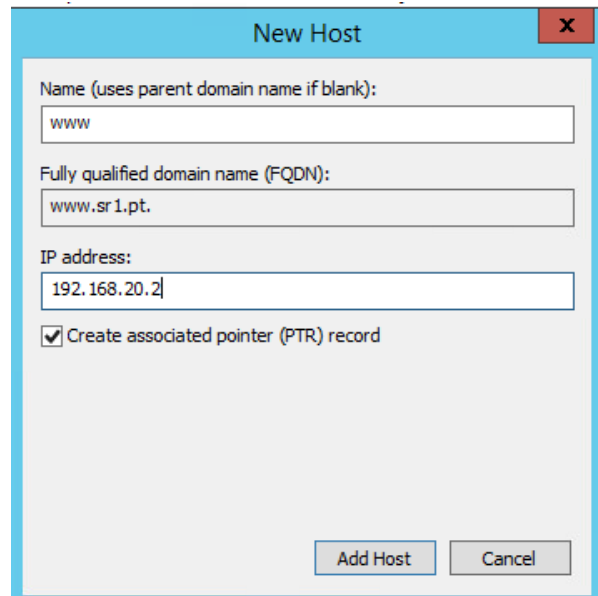 New Host
x
Name (uses parent domain name if blank):
www
Fully qualified domain name (FQDN):
www.sr1.pt.
IP address:
192.168.20.2
Create associated pointer (PTR) record
Add Host
Cancel